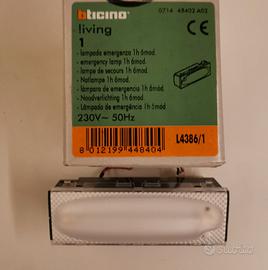 bticino
0714 48402 A02
living
1
- lampada emergenza 1h 6mod.
- emergency lamp 1h 6mod.
- lampe de secours 1h 6mod.
- Notlampe 1h 6mod.
- lámpara de emergencia 1h 6mod.
- Noodverlichting 1h 6mod.
- Lâmpada de emergência 1h 6mod.
230V~ 50Hz
L4386/1
8 012199 448404
Subito